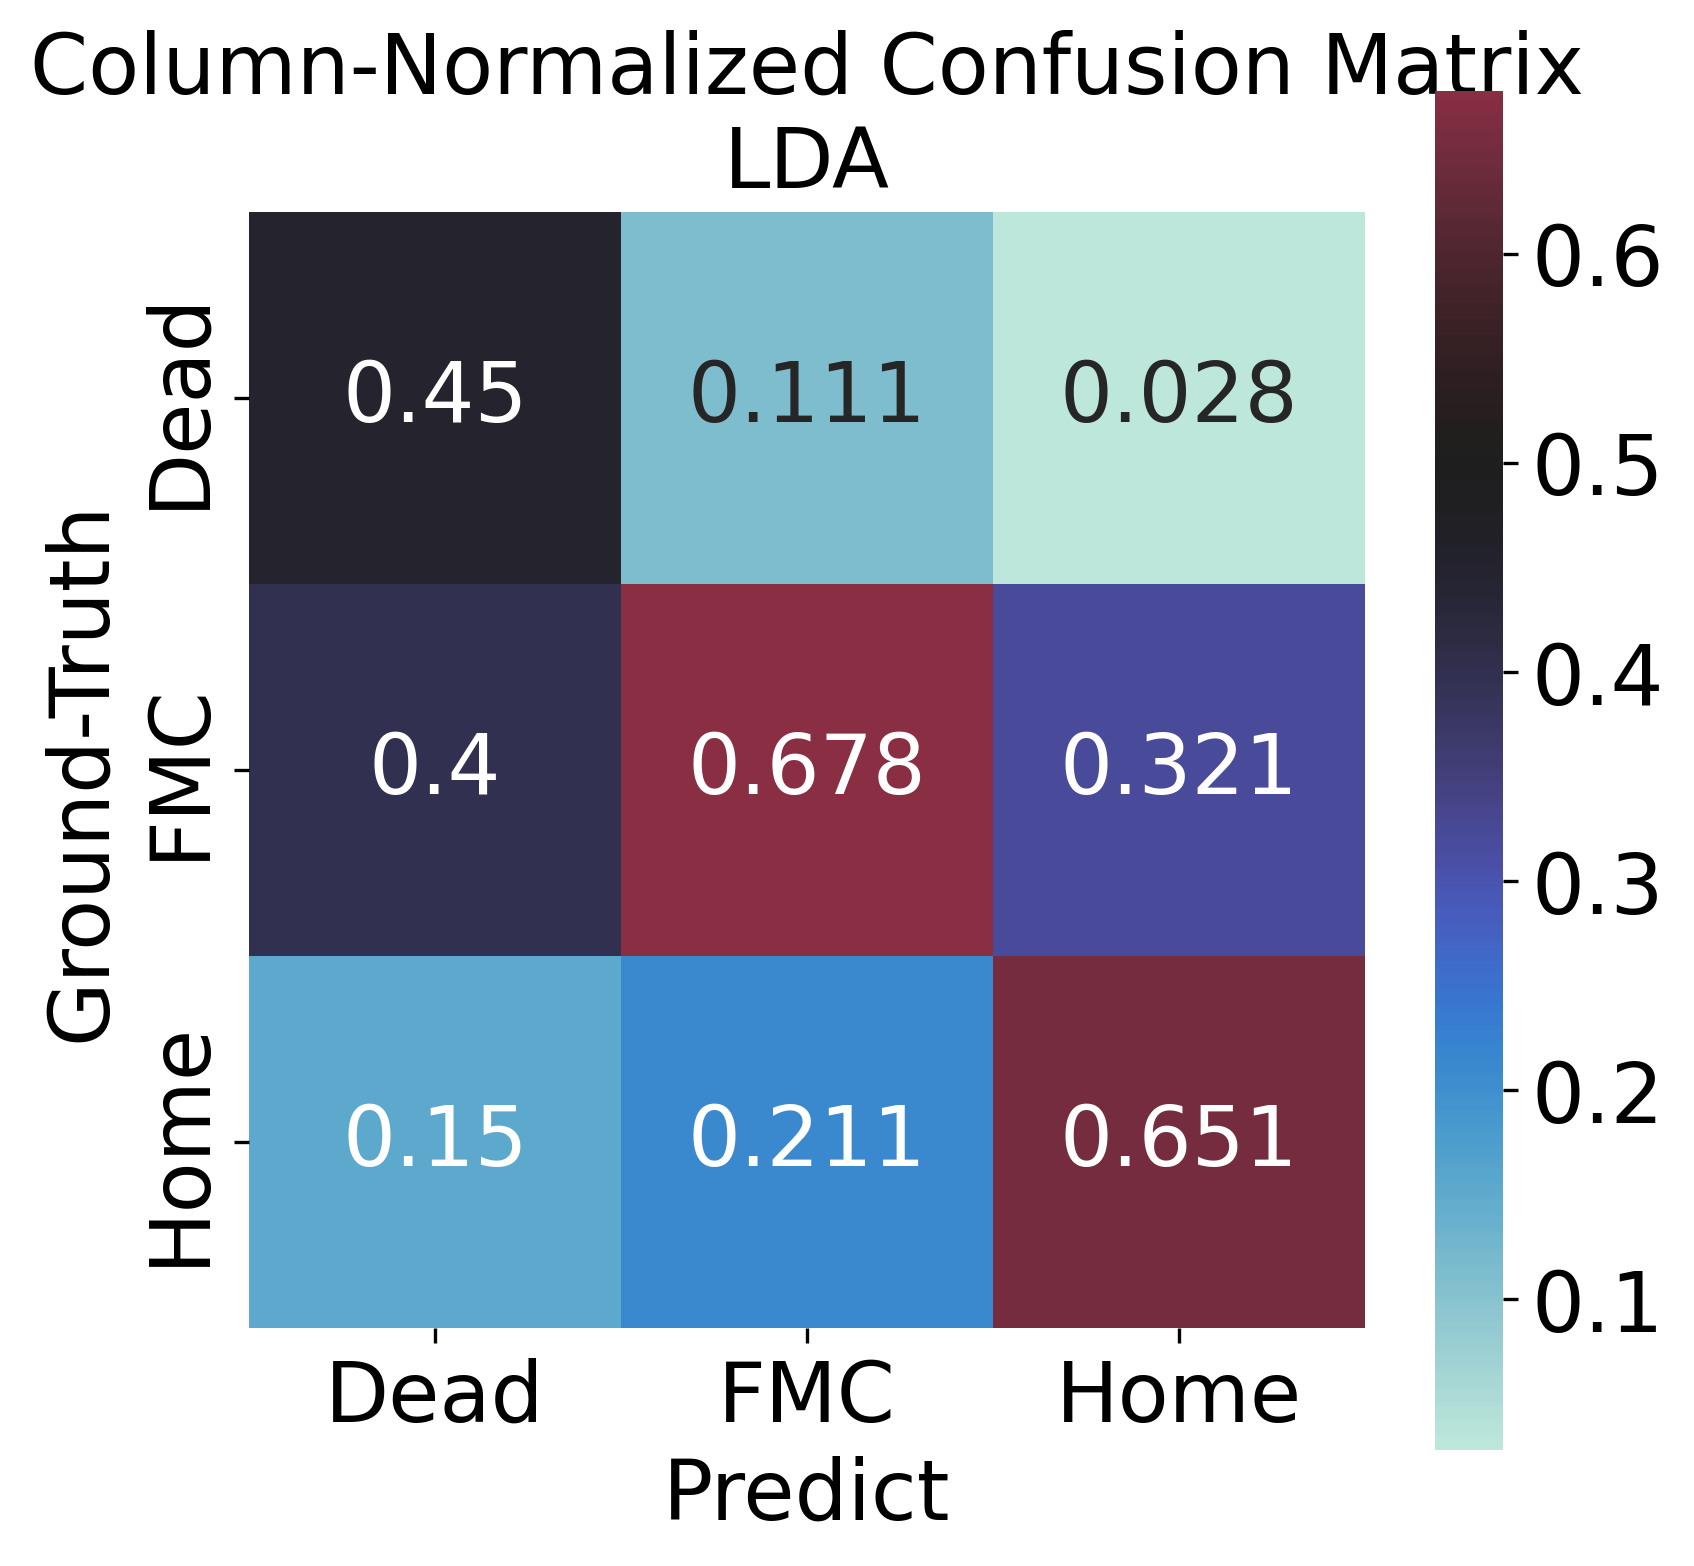 Column-Normalized Confusion Matrix
LDA
Ground-Truth
Dead
0.45 0.111 0.028
FMC
0.4 0.678 0.321
Home
0.15 0.211 0.651
Dead FMC Home
Predict
0.6
0.5
0.4
0.3
0.2
0.1